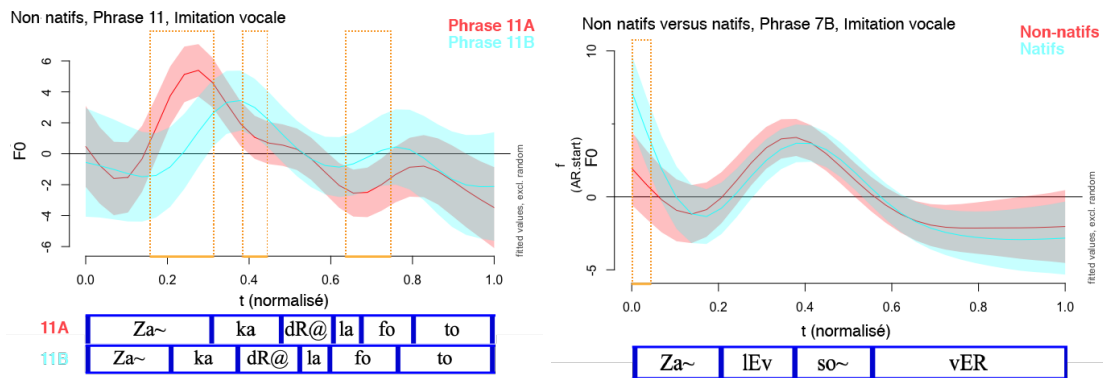 Non natifs, Phrase 11, Imitation vocale
Phrase 11A
Phrase 11B
F0
6
4
2
0
-2
-4
-6
0.0 0.2 0.4 0.6 0.8 1.0
t (normalisé)
fitted values, excl. random
11A Za~ ka dR@ la fo to
11B Za~ ka dR@ la fo to
Non natifs versus natifs, Phrase 7B, Imitation vocale
Non-natifs
Natifs
f
(AR.start)
F0
10
5
0
-5
0.0 0.2 0.4 0.6 0.8 1.0
t (normalisé)
fitted values, excl. random
Za~ lEv so~ vER